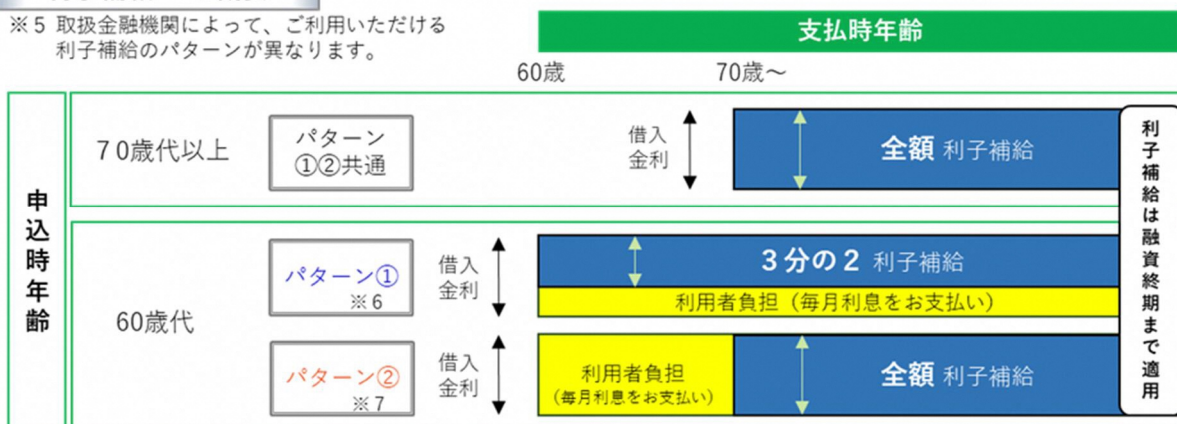 ※5 取扱金融機関によって、ご利用いただける
利子補給のパターンが異なります。
支払時年齢
60歳
70歳～
申込時年齢
70歳代以上
パターン
①②共通
借入
金利
全額 利子補給
60歳代
パターン①
※6
借入
金利
3分の2 利子補給
利用者負担（毎月利息をお支払い）
パターン②
※7
借入
金利
利用者負担
（毎月利息をお支払い）
全額 利子補給
利子補給は融資終期まで適用